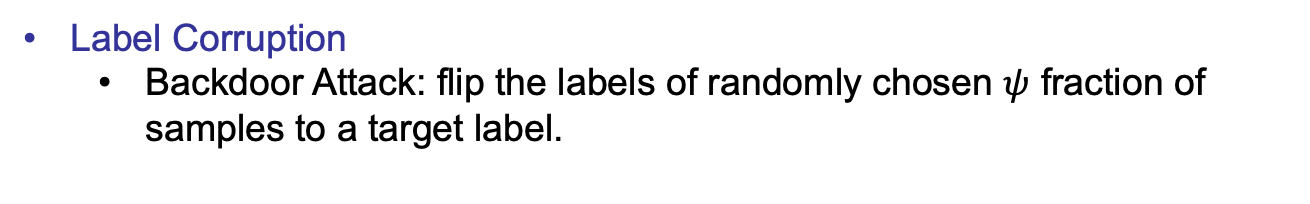 • Label Corruption
• Backdoor Attack: flip the labels of randomly chosen ψ fraction of
samples to a target label.